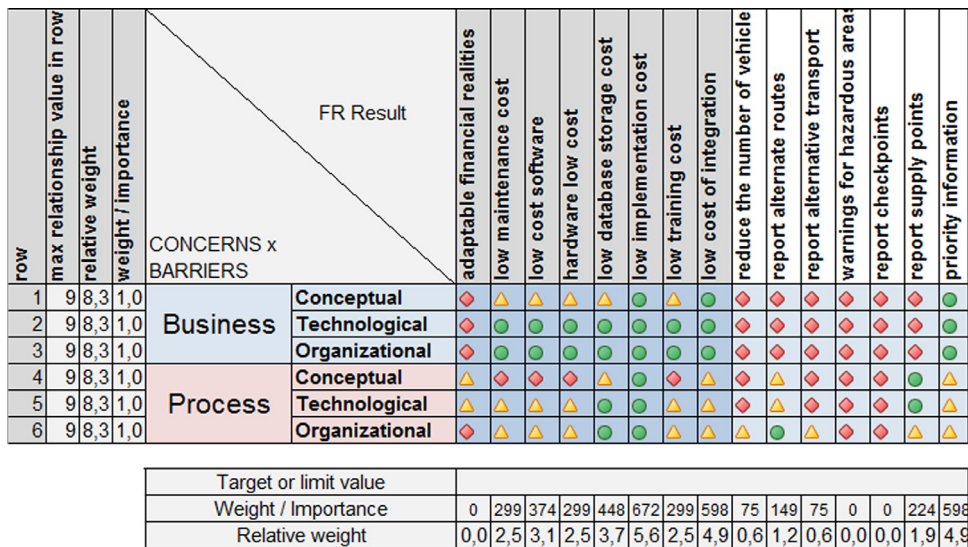 row
max relationship value in row
relative weight
weight / importance
FR Result
CONCERNS x
BARRIERS
adaptable financial realities
low maintenance cost
low cost software
hardware low cost
low database storage cost
low implementation cost
low training cost
low cost of integration
reduce the number of vehicle
report alternate routes
report alternative transport
warnings for hazardous areas
report checkpoints
report supply points
priority information
1 9 8,3 1,0 Conceptual
2 9 8,3 1,0 Business Technological
3 9 8,3 1,0 Organizational
4 9 8,3 1,0 Conceptual
5 9 8,3 1,0 Process Technological
6 9 8,3 1,0 Organizational
Target or limit value
Weight / Importance 0 299 374 299 448 672 299 598 75 149 75 0 0 224 598
Relative weight 0,0 2,5 3,1 2,5 3,7 5,6 2,5 4,9 0,6 1,2 0,6 0,0 0,0 1,9 4,9